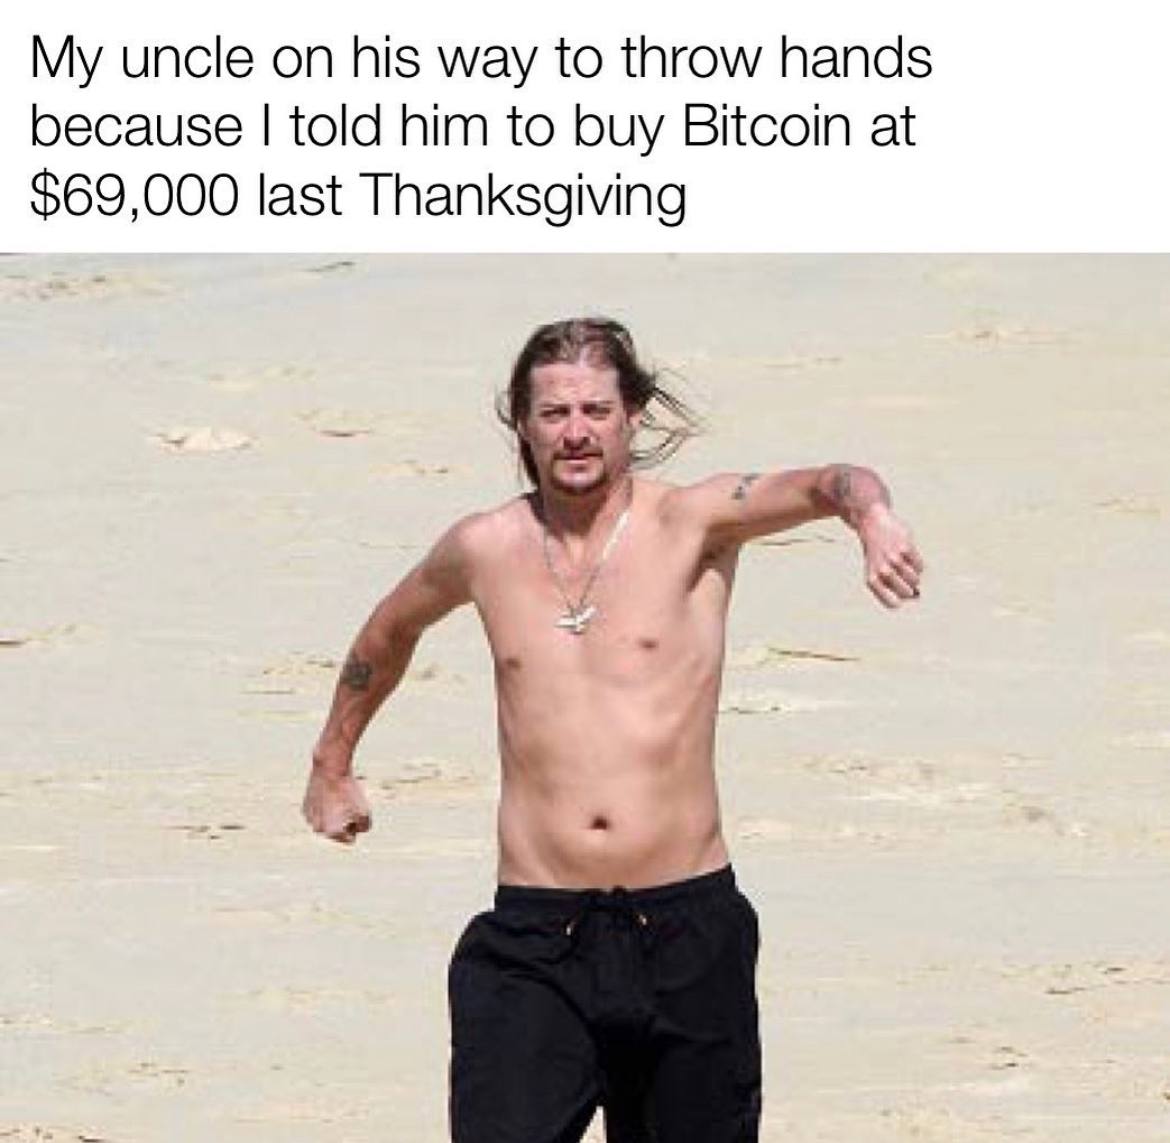 My uncle on his way to throw hands
because I told him to buy Bitcoin at
$69,000 last Thanksgiving